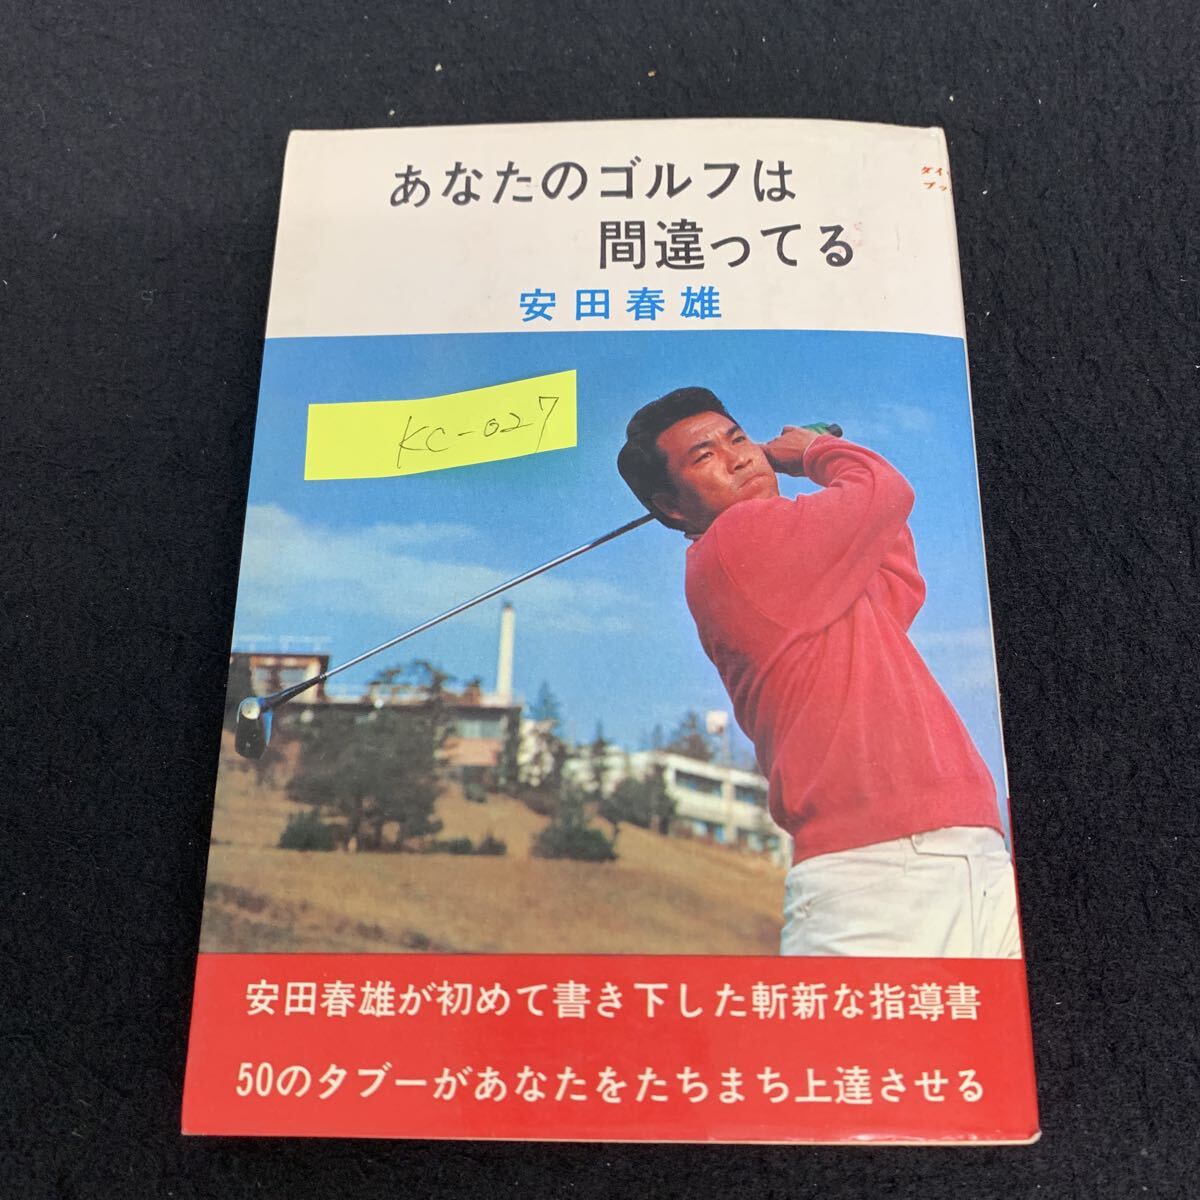 あなたのゴルフは
間違ってる
安田春雄
KC-027
安田春雄が初めて書き下した斬新な指導書
50のタブーがあなたをたちまち上達させる